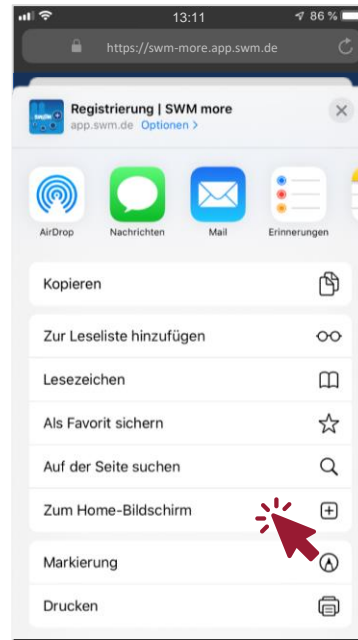 13:11
86 %
https://swm-more.app.swm.de
Registrierung | SWM more
app.swm.de Optionen >
AirDrop
Nachrichten
Mail
Erinnerungen
Kopieren
Zur Leseliste hinzufügen
Lesezeichen
Als Favorit sichern
Auf der Seite suchen
Zum Home-Bildschirm
Markierung
Drucken